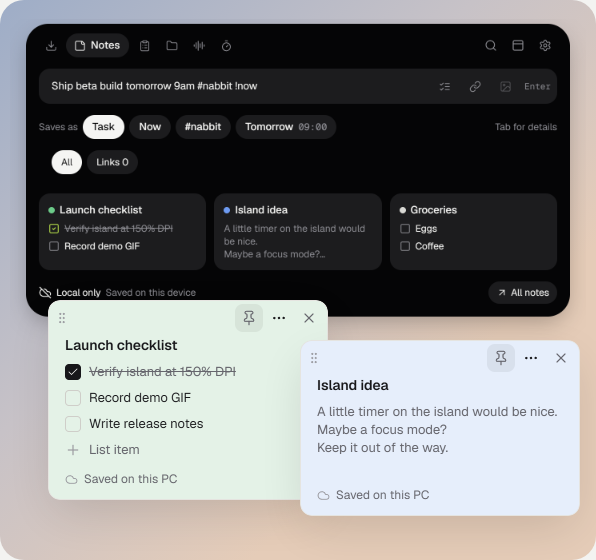 Notes
Ship beta build tomorrow 9am #nabbit !now
Enter
Saves as Task Now #nabbit Tomorrow 09:00 Tab for details
All Links 0
Launch checklist
Verify island at 150% DPI
Record demo GIF
Island idea
A little timer on the island would
be nice.
Maybe a focus mode?...
Groceries
Eggs
Coffee
Local only Saved on this device
All notes
Launch checklist
Verify island at 150% DPI
Record demo GIF
Write release notes
List item
Saved on this PC
Island idea
A little timer on the island would be nice.
Maybe a focus mode?
Keep it out of the way.
Saved on this PC